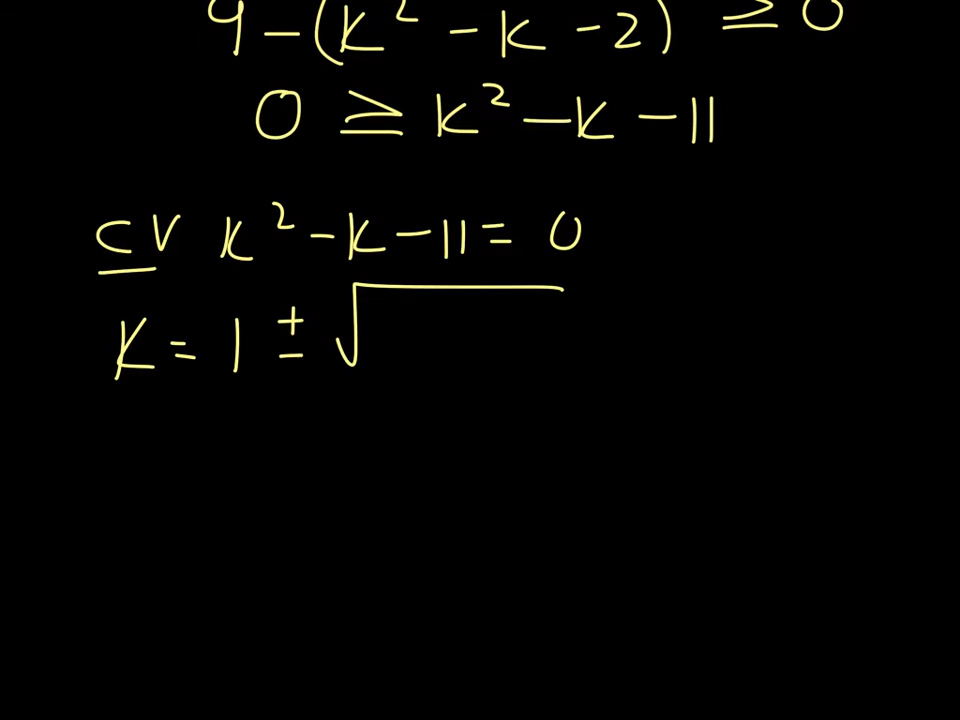 9 - (k² - k - 2) ≥ 0
0 ≥ k² - k - 11
CV k² - k - 11 = 0
k = 1 ± √